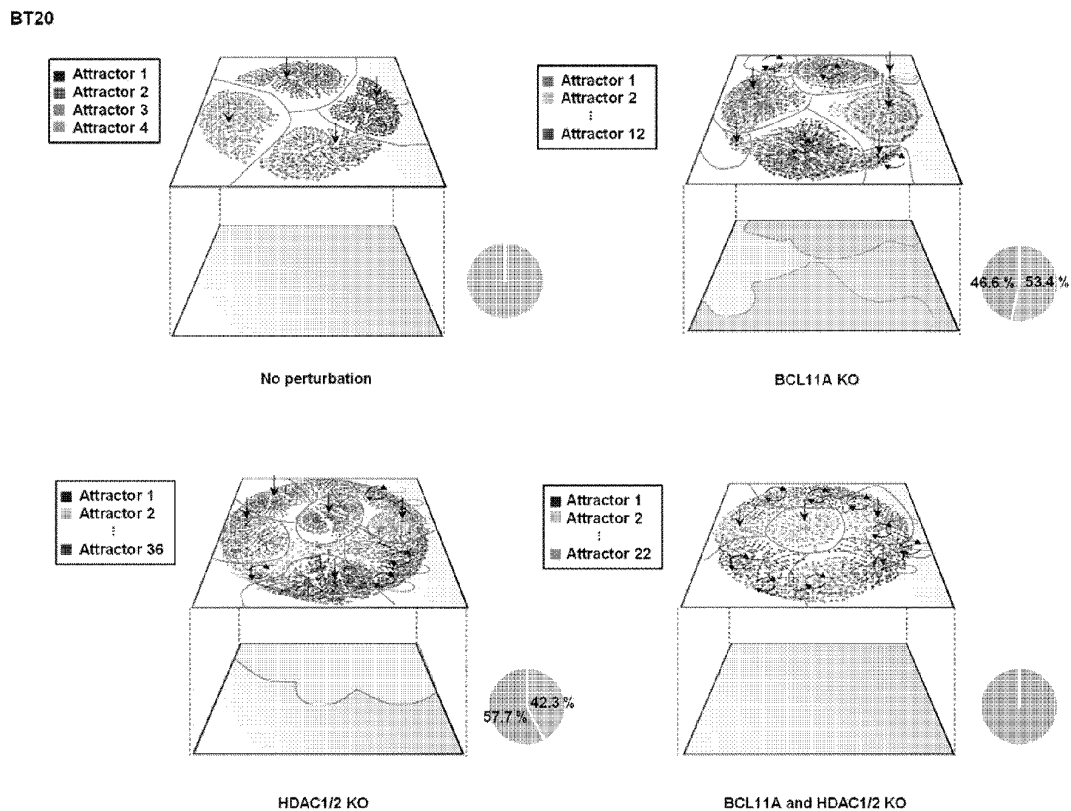 BT20
Attractor 1
Attractor 2
Attractor 3
Attractor 4
No perturbation
Attractor 1
Attractor 2
⋮
Attractor 12
46.6 %
53.4 %
BCL11A KO
Attractor 1
Attractor 2
⋮
Attractor 36
57.7 %
42.3 %
HDAC1/2 KO
Attractor 1
Attractor 2
⋮
Attractor 22
BCL11A and HDAC1/2 KO